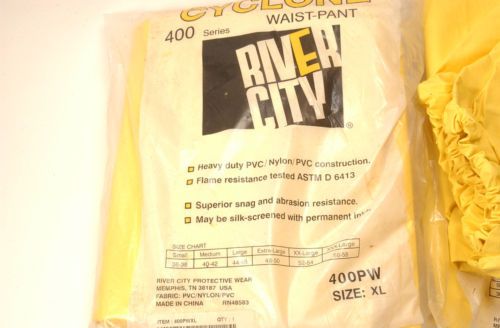 CYCLONE
WAIST-PANT
400 Series
RIVER
CITY
®
Heavy duty PVC/Nylon/PVC construction.
Flame resistance tested ASTM D 6413
Superior snag and abrasion resistance.
May be silk-screened with permanent ink.
SIZE CHART
Small Medium Large Extra-Large XX-Large XXX-Large
36-38 40-42 44-46 48-50 52-54 56-58
RIVER CITY PROTECTIVE WEAR
MEMPHIS, TN 38187 USA
FABRIC: PVC/NYLON/PVC
MADE IN CHINA RN48583
400PW
SIZE: XL
ITEM : 400PWXL QTY : 1